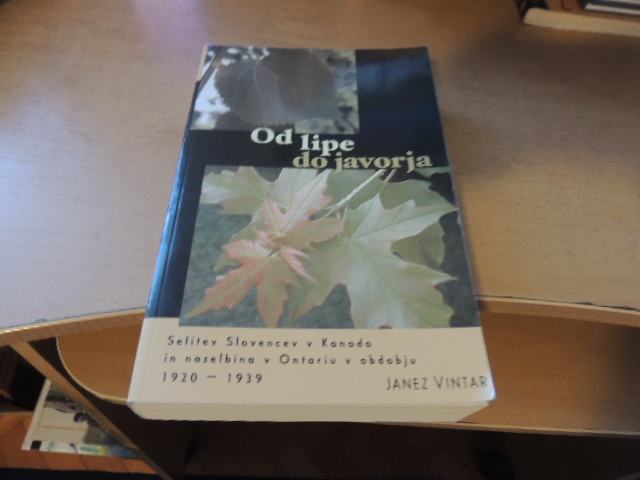 Od lipe
do javorja
Selitev Slovencev v Kanado
in naselbina v Ontariu v obdobju
1920 – 1939
JANEZ VINTAR